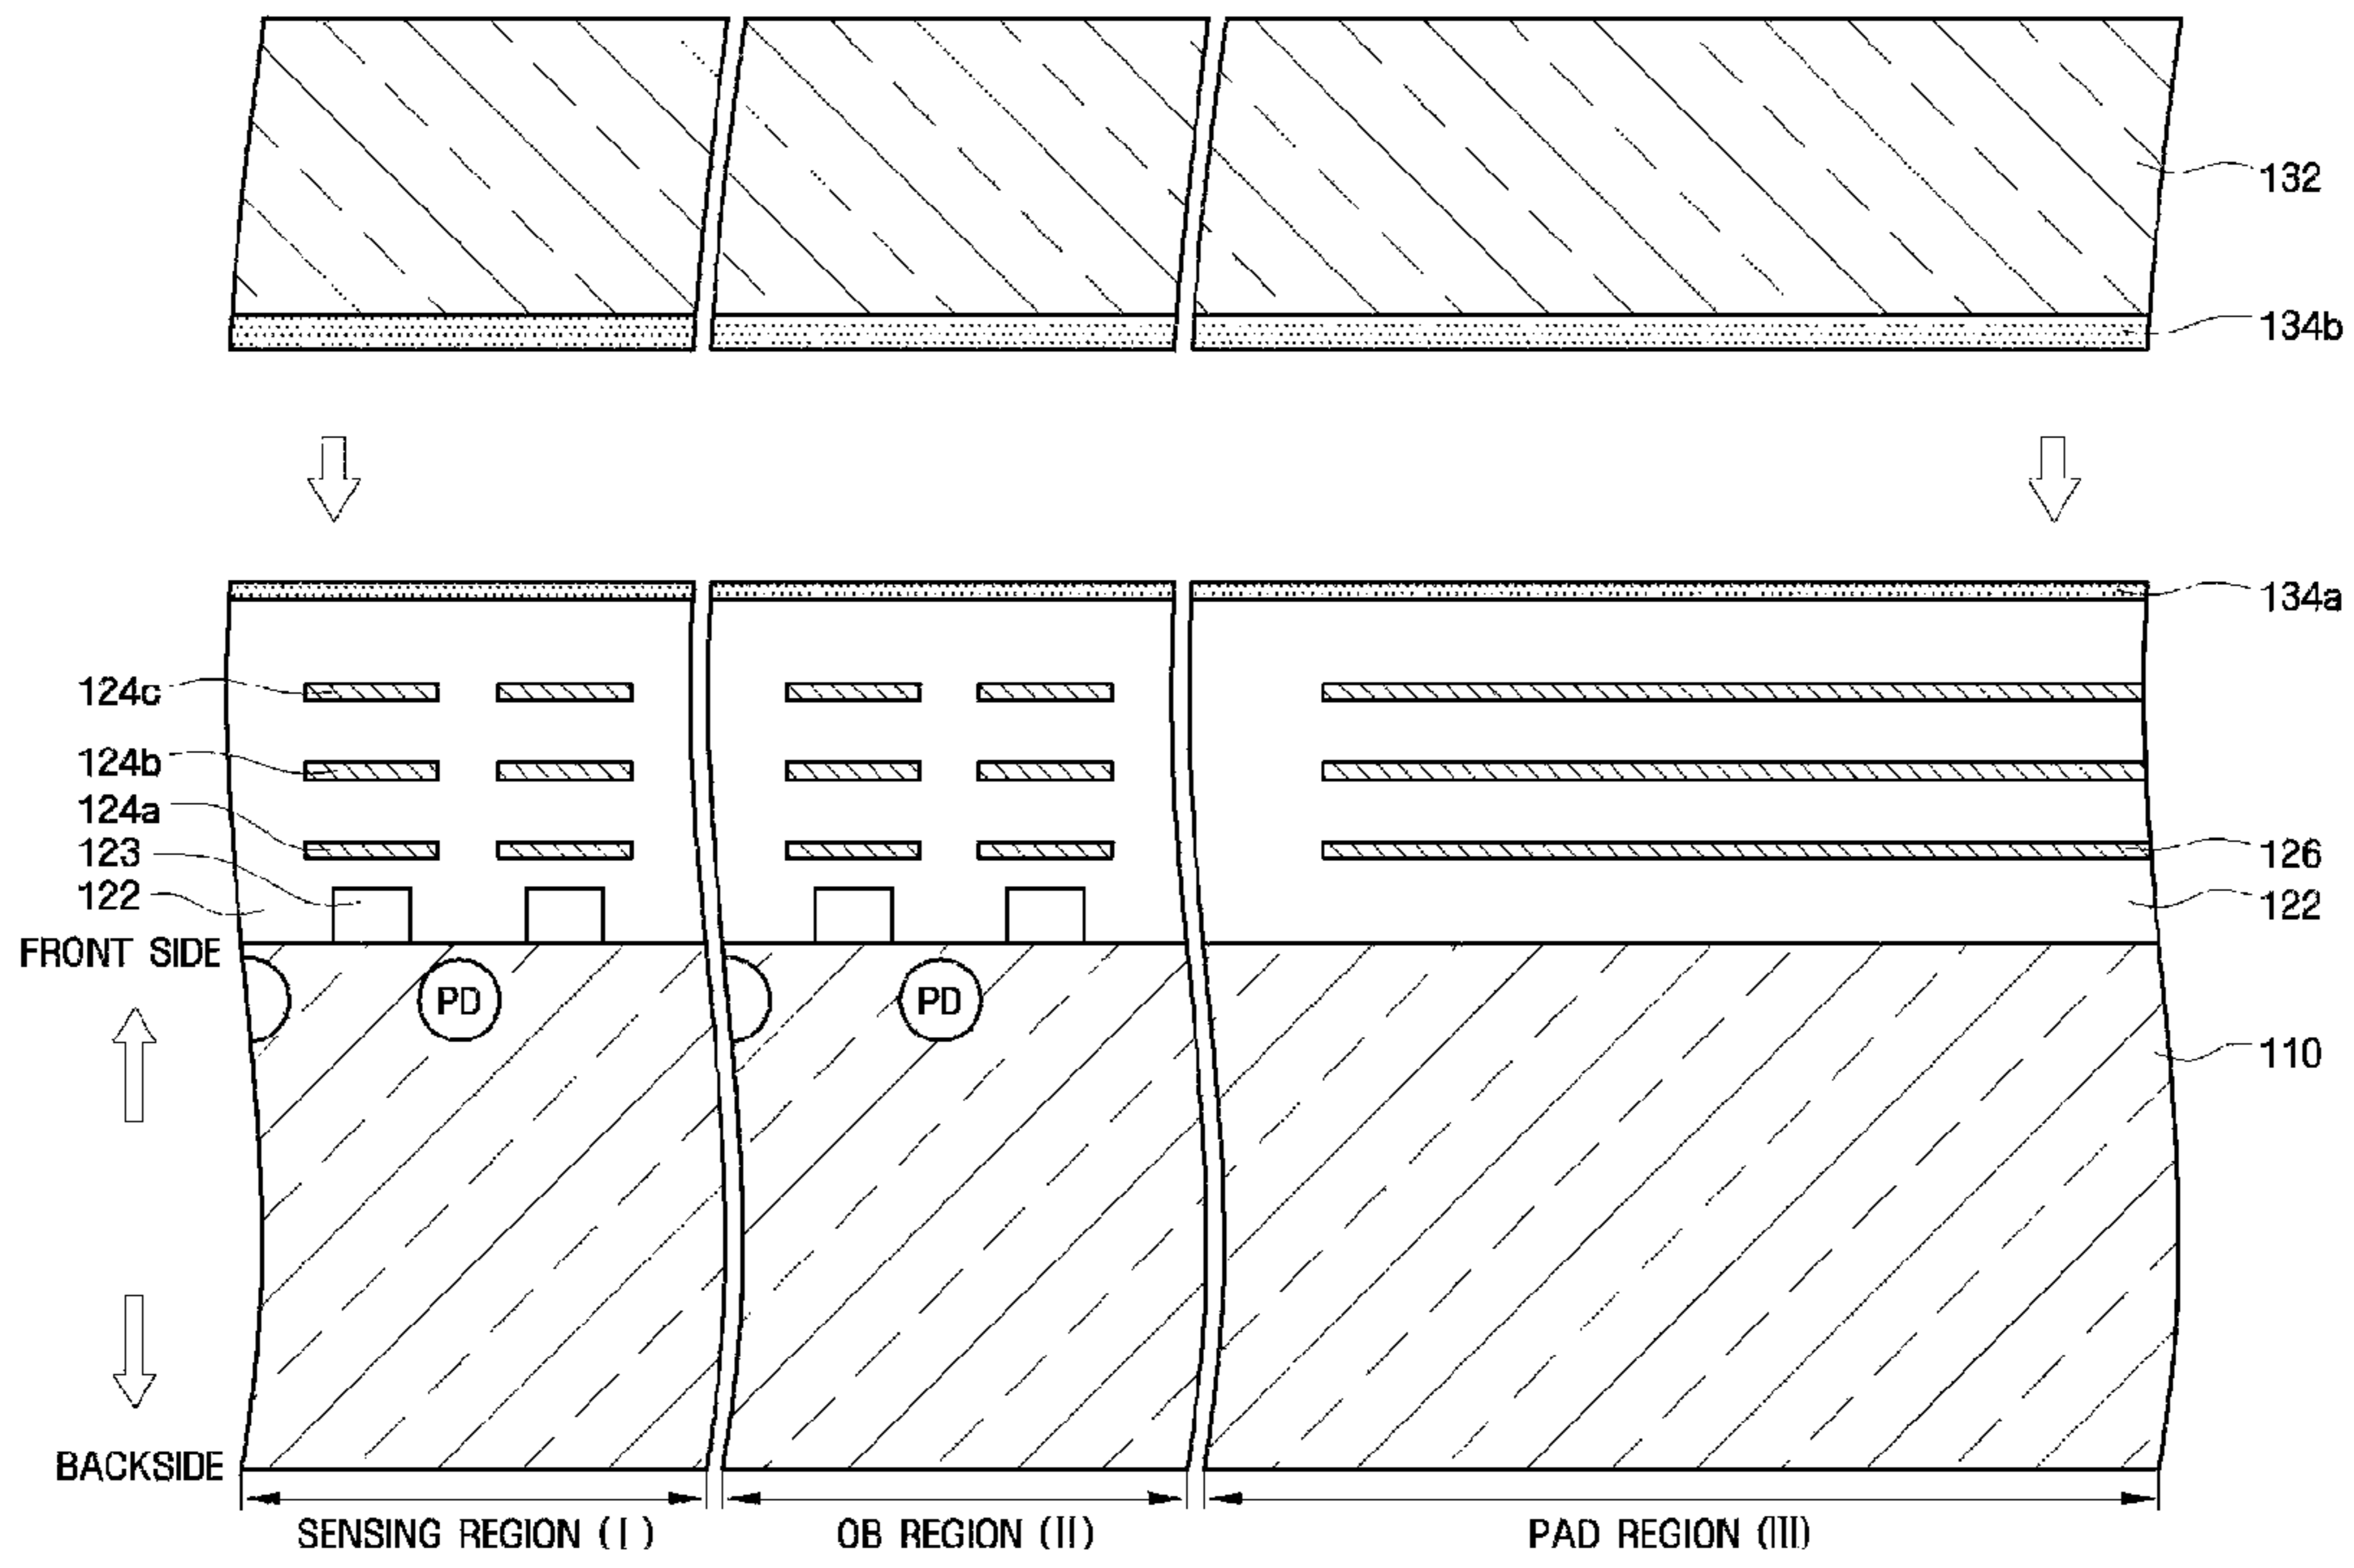 132
134b
134a
124c
124b
124a
123
126
122
122
FRONT SIDE
PD
PD
110
BACKSIDE
SENSING REGION (I)
OB REGION (II)
PAD REGION (III)